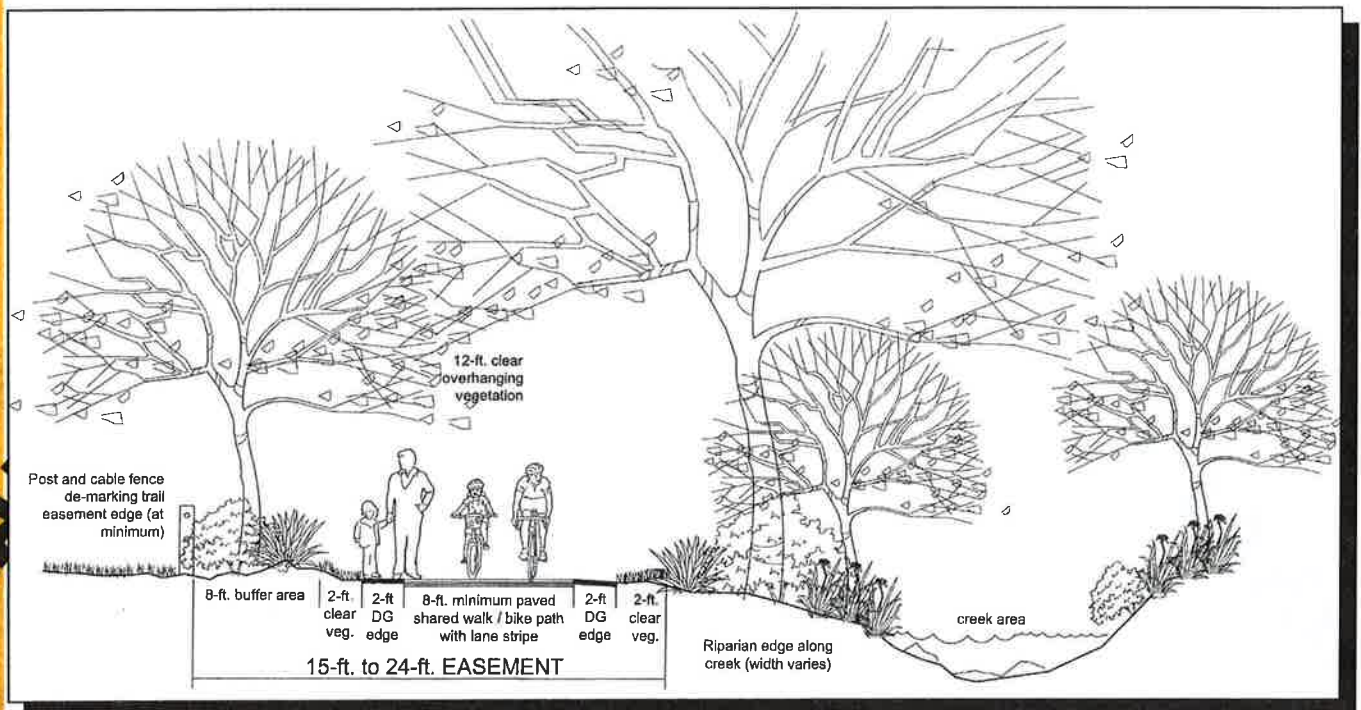 12-ft. clear
overhanging
vegetation
Post and cable fence
de-marking trail
easement edge (at
minimum)
8-ft. buffer area
2-ft.
clear
veg.
2-ft
DG
edge
8-ft. minimum paved
shared walk / bike path
with lane stripe
2-ft
DG
edge
2-ft.
clear
veg.
15-ft. to 24-ft. EASEMENT
Riparian edge along
creek (width varies)
creek area